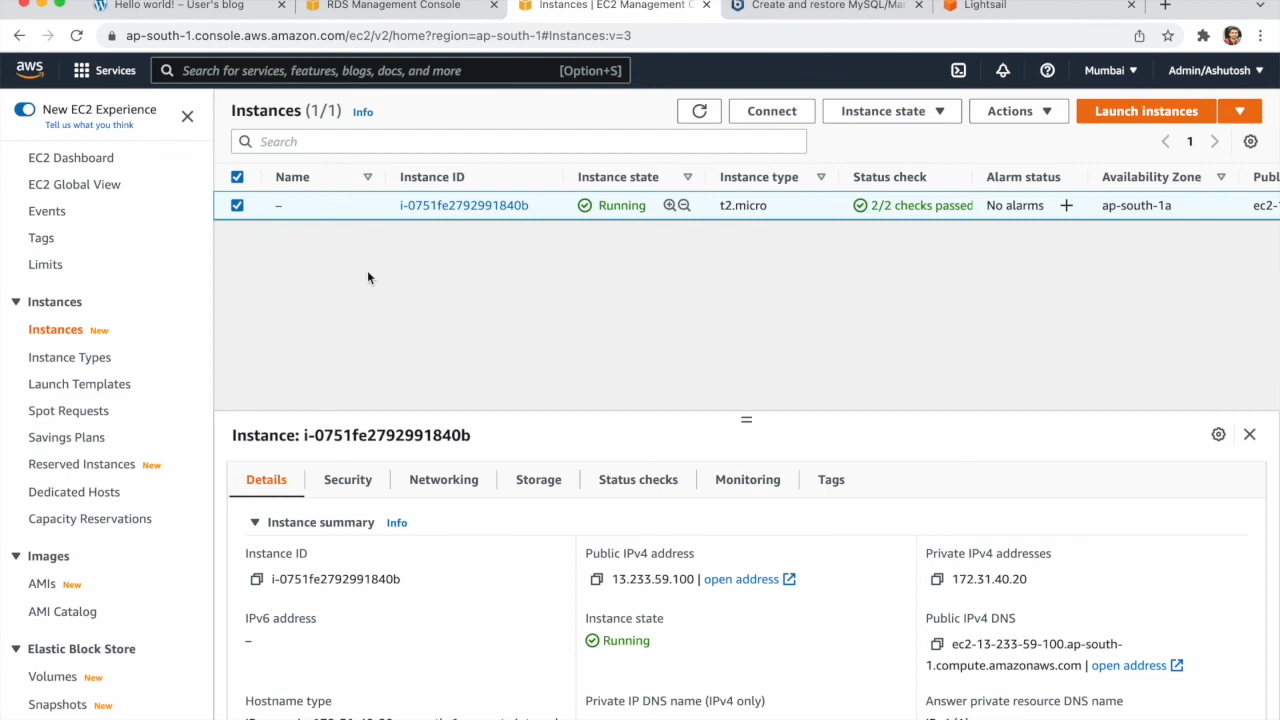 Hello world! – User's blog
RDS Management Console
Instances | EC2 Management C
Create and restore MySQL/Mar
Lightsail
ap-south-1.console.aws.amazon.com/ec2/v2/home?region=ap-south-1#Instances:v=3
aws
Services
Search for services, features, blogs, docs, and more
[Option+S]
Mumbai
Admin/Ashutosh
New EC2 Experience
Tell us what you think
EC2 Dashboard
EC2 Global View
Events
Tags
Limits
Instances
Instances New
Instance Types
Launch Templates
Spot Requests
Savings Plans
Reserved Instances New
Dedicated Hosts
Capacity Reservations
Images
AMIs New
AMI Catalog
Elastic Block Store
Volumes New
Snapshots New
Instances (1/1) Info
Connect
Instance state
Actions
Launch instances
Search
1
Name
Instance ID
Instance state
Instance type
Status check
Alarm status
Availability Zone
Publ
–
i-0751fe2792991840b
Running
t2.micro
2/2 checks passed
No alarms
ap-south-1a
ec2-1
Instance: i-0751fe2792991840b
Details
Security
Networking
Storage
Status checks
Monitoring
Tags
Instance summary Info
Instance ID
i-0751fe2792991840b
Public IPv4 address
13.233.59.100 | open address
Private IPv4 addresses
172.31.40.20
IPv6 address
–
Instance state
Running
Public IPv4 DNS
ec2-13-233-59-100.ap-south-
1.compute.amazonaws.com | open address
Hostname type
Private IP DNS name (IPv4 only)
Answer private resource DNS name